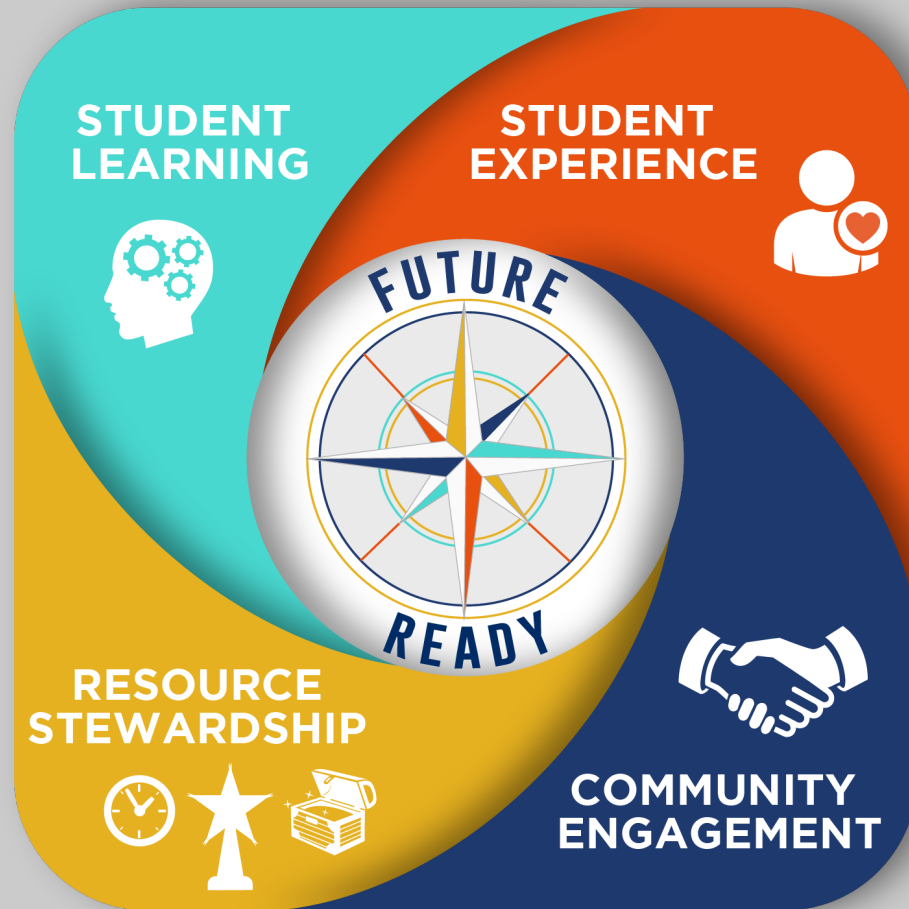 STUDENT
LEARNING
STUDENT
EXPERIENCE
FUTURE
READY
RESOURCE
STEWARDSHIP
COMMUNITY
ENGAGEMENT